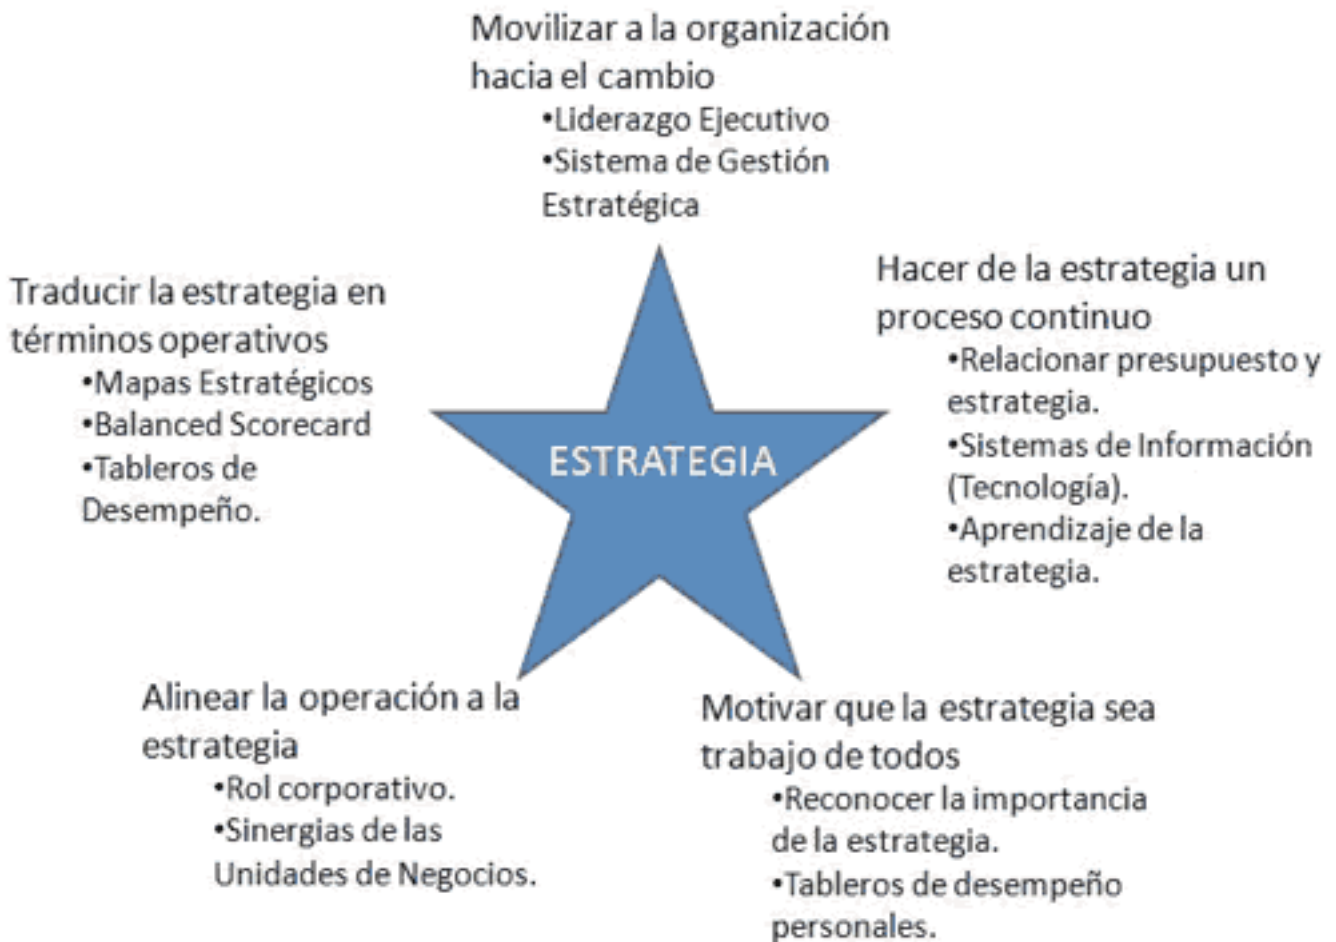 Movilizar a la organización
hacia el cambio
•Liderazgo Ejecutivo
•Sistema de Gestión
Estratégica
Traducir la estrategia en
términos operativos
•Mapas Estratégicos
•Balanced Scorecard
•Tableros de
Desempeño.
Hacer de la estrategia un
proceso continuo
•Relacionar presupuesto y
estrategia.
•Sistemas de Información
(Tecnología).
•Aprendizaje de la
estrategia.
ESTRATEGIA
Alinear la operación a la
estrategia
•Rol corporativo.
•Sinergias de las
Unidades de Negocios.
Motivar que la estrategia sea
trabajo de todos
•Reconocer la importancia
de la estrategia.
•Tableros de desempeño
personales.